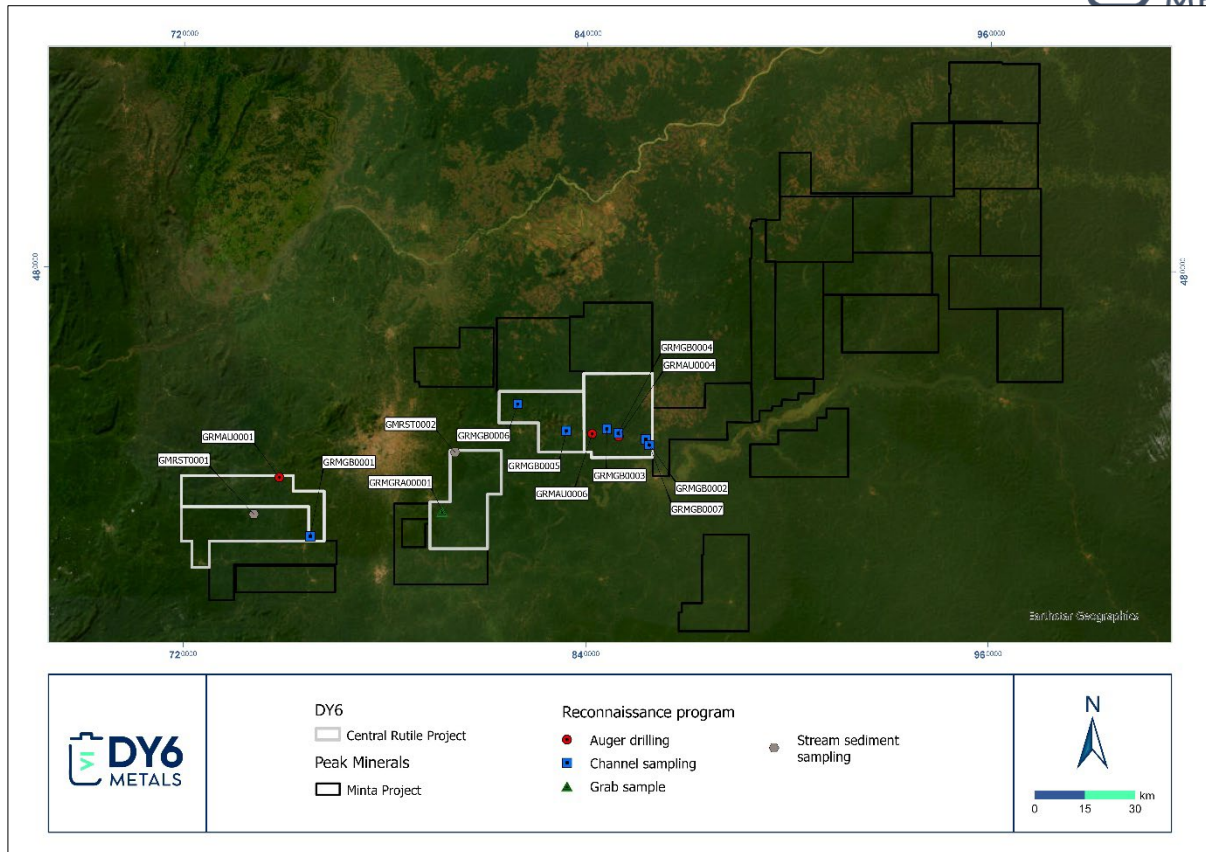 72⁰⁰⁰⁰
84⁰⁰⁰⁰
96⁰⁰⁰⁰
48⁰⁰⁰⁰
48⁰⁰⁰⁰
GRMGB0004
GRMAU0004
GMRST0002
GRMGB0006
GRMAU0001
GMRST0001
GRMGB0001
GRMGB0005
GRMGB0003
GRMGRA00001
GRMAU0006
GRMGB0002
GRMGB0007
Earthstar Geographics
72⁰⁰⁰⁰
84⁰⁰⁰⁰
96⁰⁰⁰⁰
DY6
METALS
DY6
Central Rutile Project
Peak Minerals
Minta Project
Reconnaissance program
Auger drilling
Channel sampling
Grab sample
Stream sediment
sampling
N
km
0 15 30